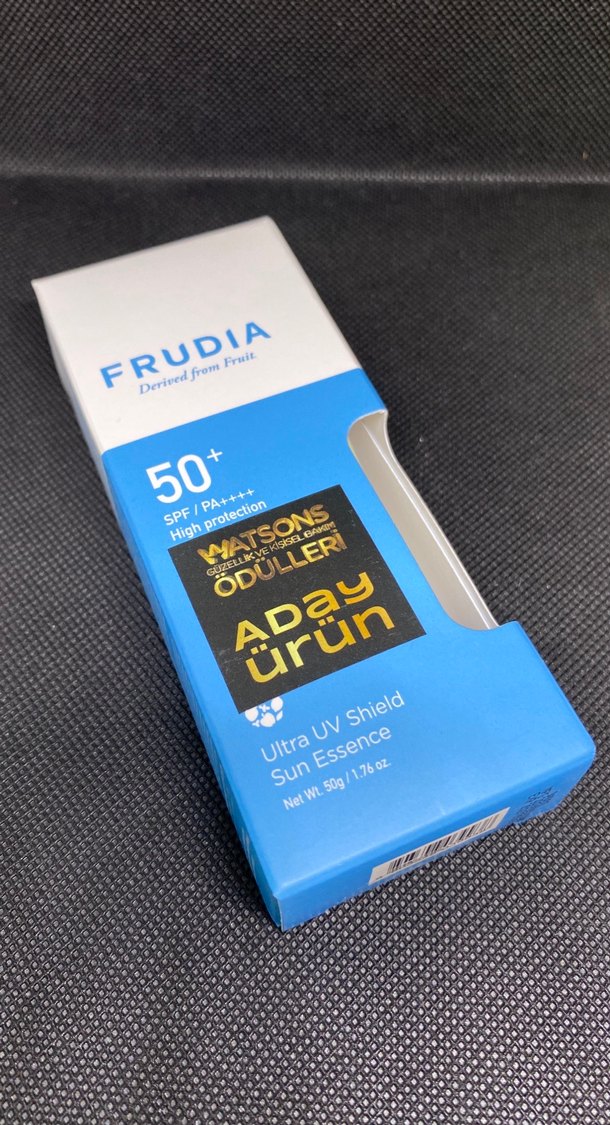 FRUDIA
Derived from Fruit.
50+
SPF / PA++++
High protection
WATSONS
GÜZELLİK VE KİŞİSEL BAKIM
ÖDÜLLERİ
ADay
ürün
Ultra UV Shield
Sun Essence
Net Wt. 50g / 1.76 oz.